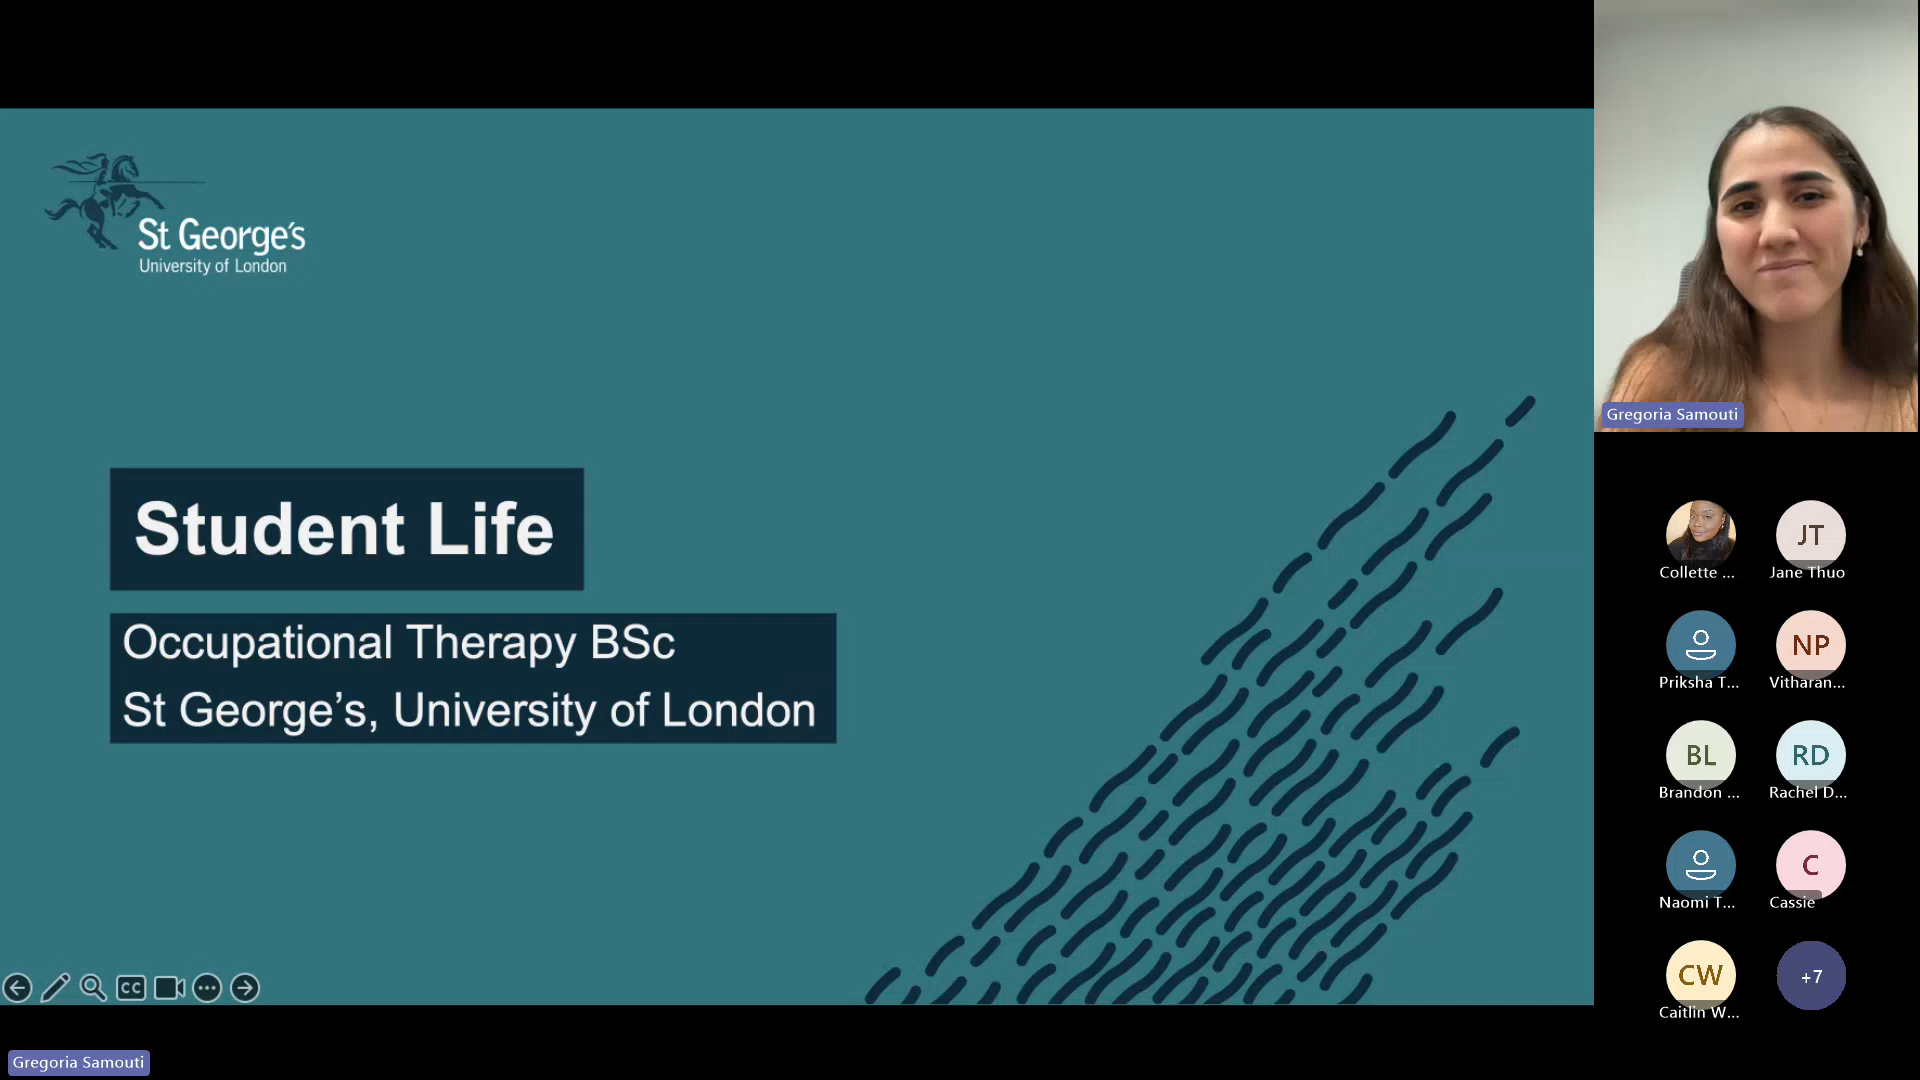 St George's
University of London
Student Life
Occupational Therapy BSc
St George’s, University of London
CC
Gregoria Samouti
Gregoria Samouti
Collette ...
JT
Jane Thuo
Priksha T...
NP
Vitharan...
BL
Brandon ...
RD
Rachel D...
Naomi T...
C
Cassie
CW
Caitlin W...
+7